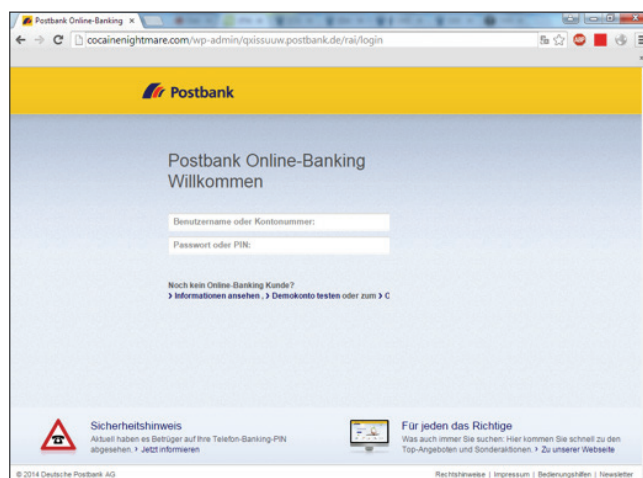 Postbank Online-Banking
cocainenightmare.com/wp-admin/qxissuuw.postbank.de/rai/login
ABP
Postbank
Postbank Online-Banking
Willkommen
Benutzername oder Kontonummer:
Passwort oder PIN:
Noch kein Online-Banking Kunde?
› Informationen ansehen , › Demokonto testen oder zum › C
Sicherheitshinweis
Aktuell haben es Betrüger auf Ihre Telefon-Banking-PIN
abgesehen. › Jetzt informieren
Für jeden das Richtige
Was auch immer Sie suchen: Hier kommen Sie schnell zu den
Top-Angeboten und Sonderaktionen. › Zu unserer Webseite
© 2014 Deutsche Postbank AG
Rechtshinweise | Impressum | Bedienungshilfen | Newsletter